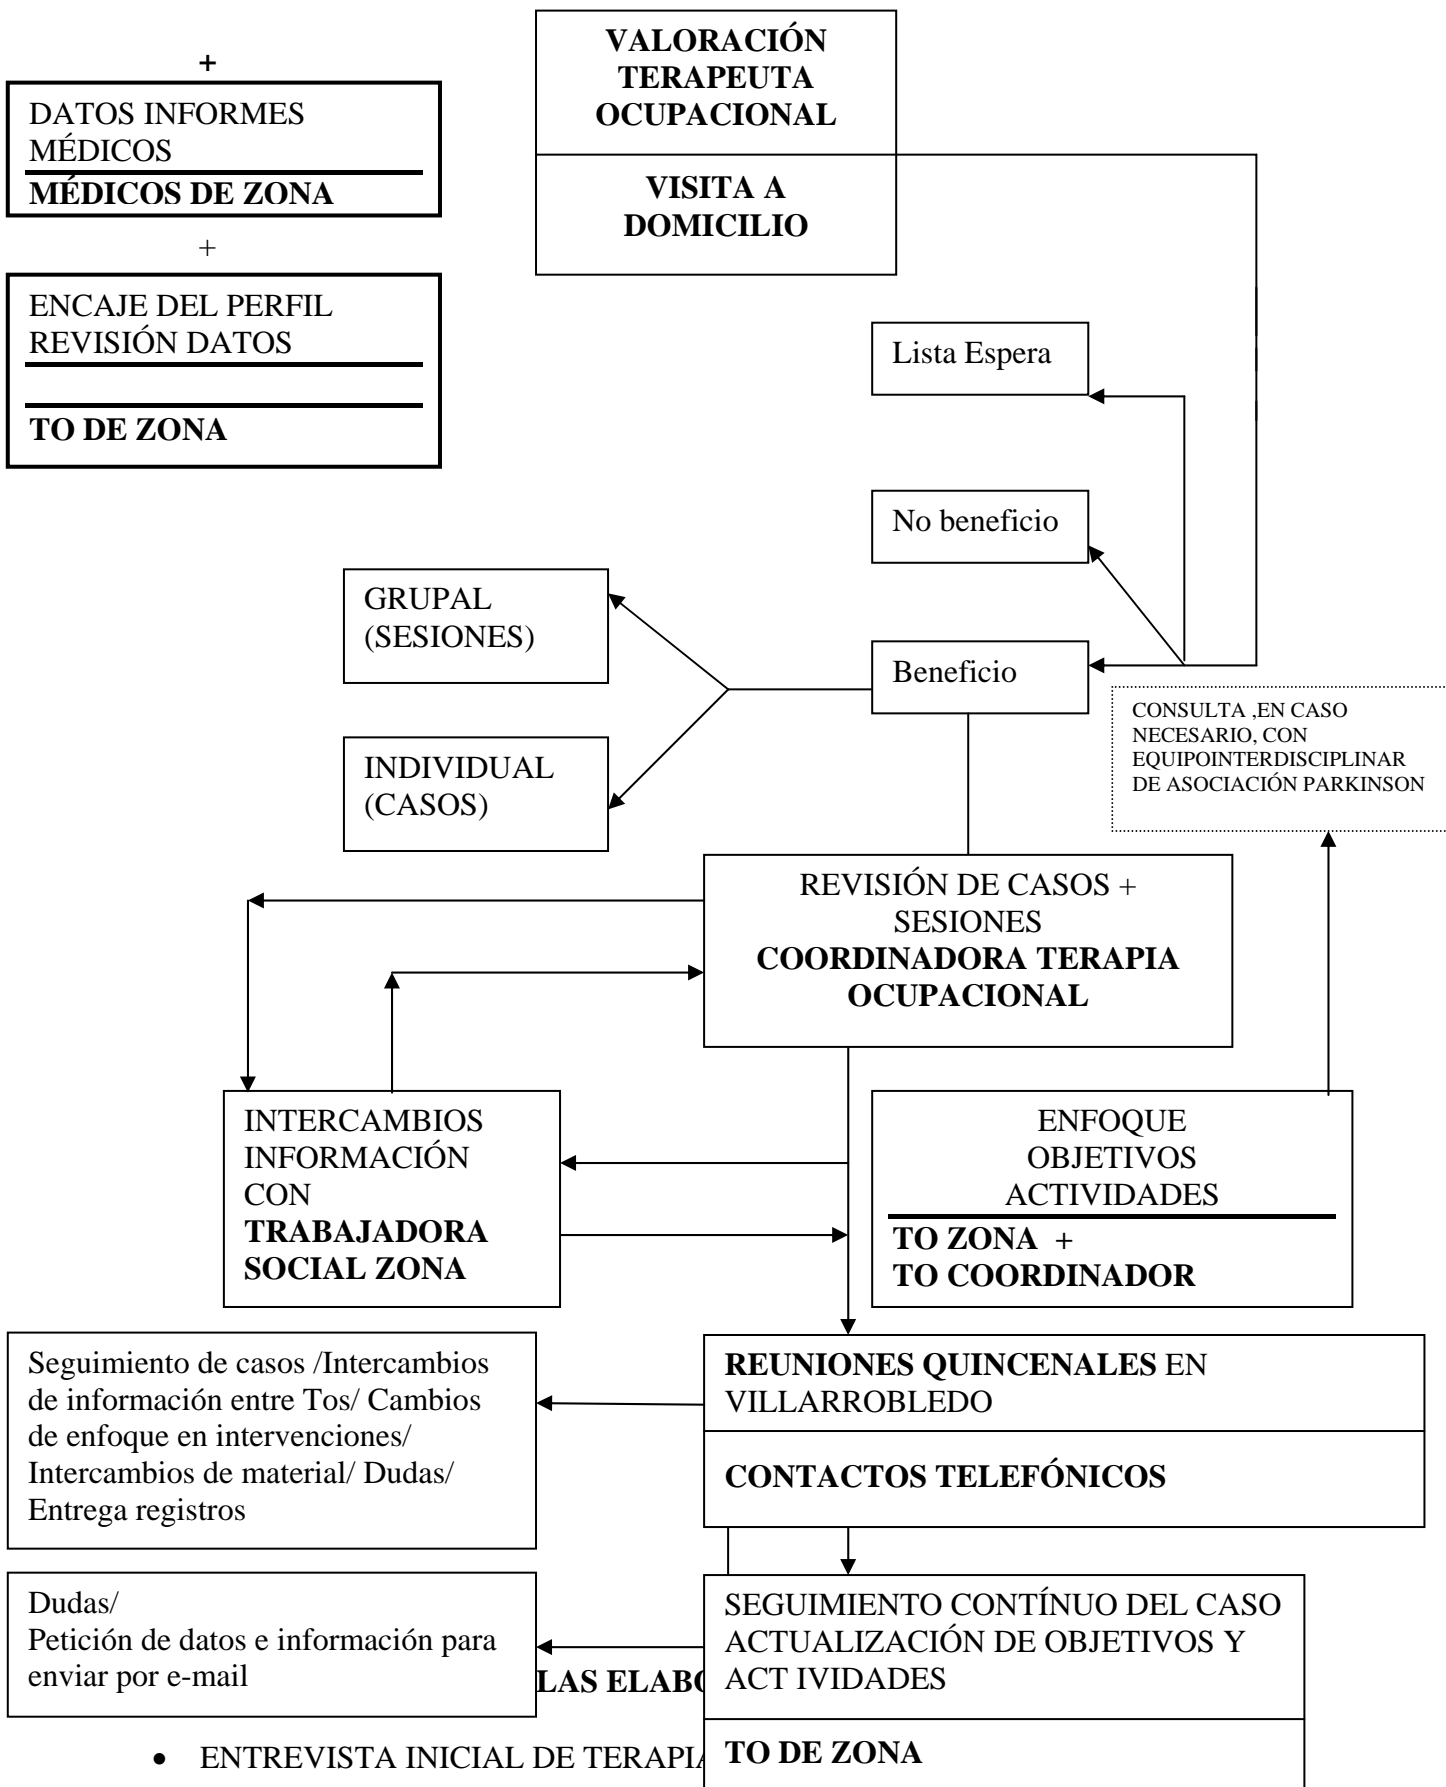 +
DATOS INFORMES
MÉDICOS
MÉDICOS DE ZONA
+
ENCAJE DEL PERFIL
REVISIÓN DATOS
TO DE ZONA
VALORACIÓN
TERAPEUTA
OCUPACIONAL
VISITA A
DOMICILIO
Lista Espera
No beneficio
Beneficio
GRUPAL
(SESIONES)
INDIVIDUAL
(CASOS)
CONSULTA ,EN CASO
NECESARIO, CON
EQUIPOINTERDISCIPLINAR
DE ASOCIACIÓN PARKINSON
REVISIÓN DE CASOS +
SESIONES
COORDINADORA TERAPIA
OCUPACIONAL
INTERCAMBIOS
INFORMACIÓN
CON
TRABAJADORA
SOCIAL ZONA
ENFOQUE
OBJETIVOS
ACTIVIDADES
TO ZONA +
TO COORDINADOR
Seguimiento de casos /Intercambios
de información entre Tos/ Cambios
de enfoque en intervenciones/
Intercambios de material/ Dudas/
Entrega registros
REUNIONES QUINCENALES EN
VILLARROBLEDO
CONTACTOS TELEFÓNICOS
Dudas/
Petición de datos e información para
enviar por e-mail
SEGUIMIENTO CONTÍNUO DEL CASO
ACTUALIZACIÓN DE OBJETIVOS Y
ACT IVIDADES
TO DE ZONA
LAS ELABO
• ENTREVISTA INICIAL DE TERAPIA